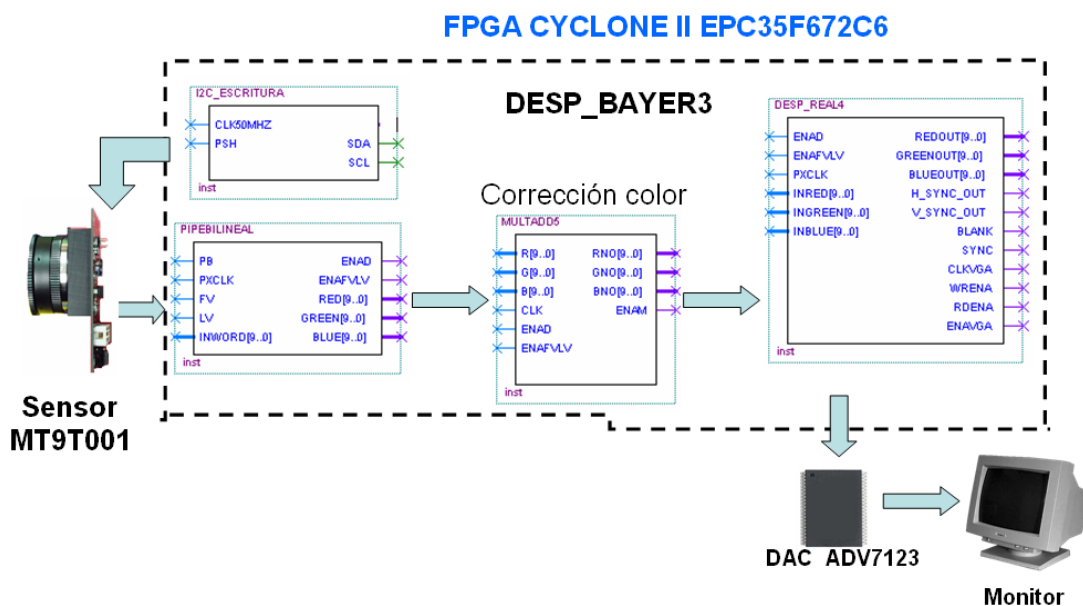 FPGA CYCLONE II EPC35F672C6
DESP_BAYER3
I2C_ESCRITURA
CLK50MHZ
PSH
SDA
SCL
inst
PIPEBILINEAL
PB
PXCLK
FV
LV
INWORD[9..0]
ENAD
ENAFVLV
RED[9..0]
GREEN[9..0]
BLUE[9..0]
inst
Corrección color
MULTADD5
R[9..0]
G[9..0]
B[9..0]
CLK
ENAD
ENAFVLV
RNO[9..0]
GNO[9..0]
BNO[9..0]
ENAM
inst
DESP_REAL4
ENAD
ENAFVLV
PXCLK
INRED[9..0]
INGREEN[9..0]
INBLUE[9..0]
REDOUT[9..0]
GREENOUT[9..0]
BLUEOUT[9..0]
H_SYNC_OUT
V_SYNC_OUT
BLANK
SYNC
CLKVGA
WRENA
RDENA
ENAVGA
inst
Sensor
MT9T001
DAC ADV7123
Monitor